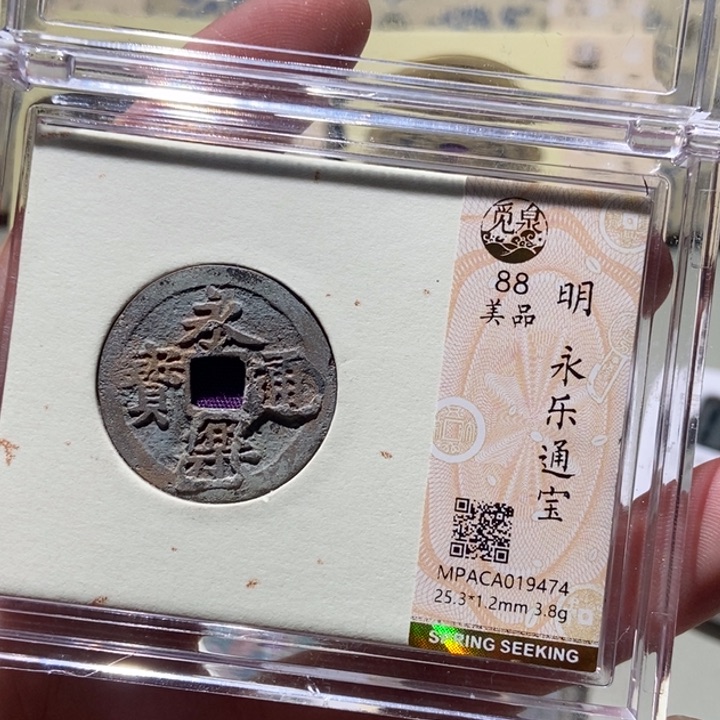 永樂通寶
觅泉
88
美品
明
永乐通宝
MPACA019474
25.3*1.2mm 3.8g
SPRING SEEKING